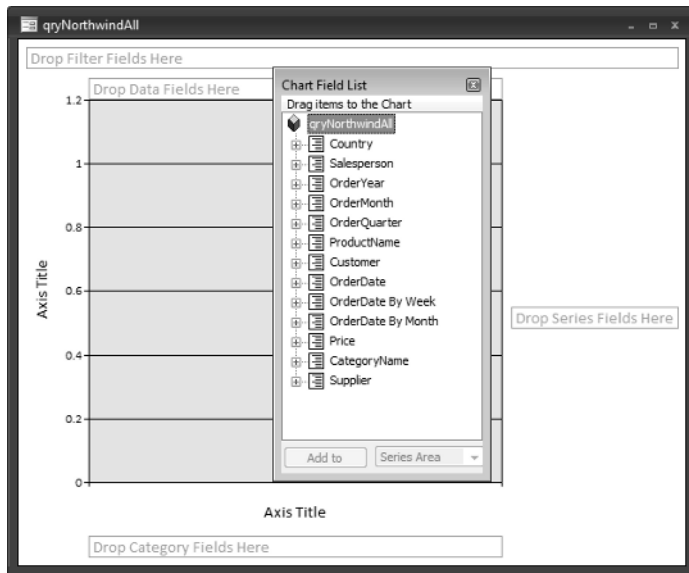 qryNorthwindAll
Drop Filter Fields Here
Drop Data Fields Here
Chart Field List
Drag items to the Chart
qryNorthwindAll
Country
Salesperson
OrderYear
OrderMonth
OrderQuarter
ProductName
Customer
OrderDate
OrderDate By Week
OrderDate By Month
Price
CategoryName
Supplier
Add to
Series Area
1.2
1
0.8
0.6
0.4
0.2
0
Axis Title
Drop Series Fields Here
Axis Title
Drop Category Fields Here